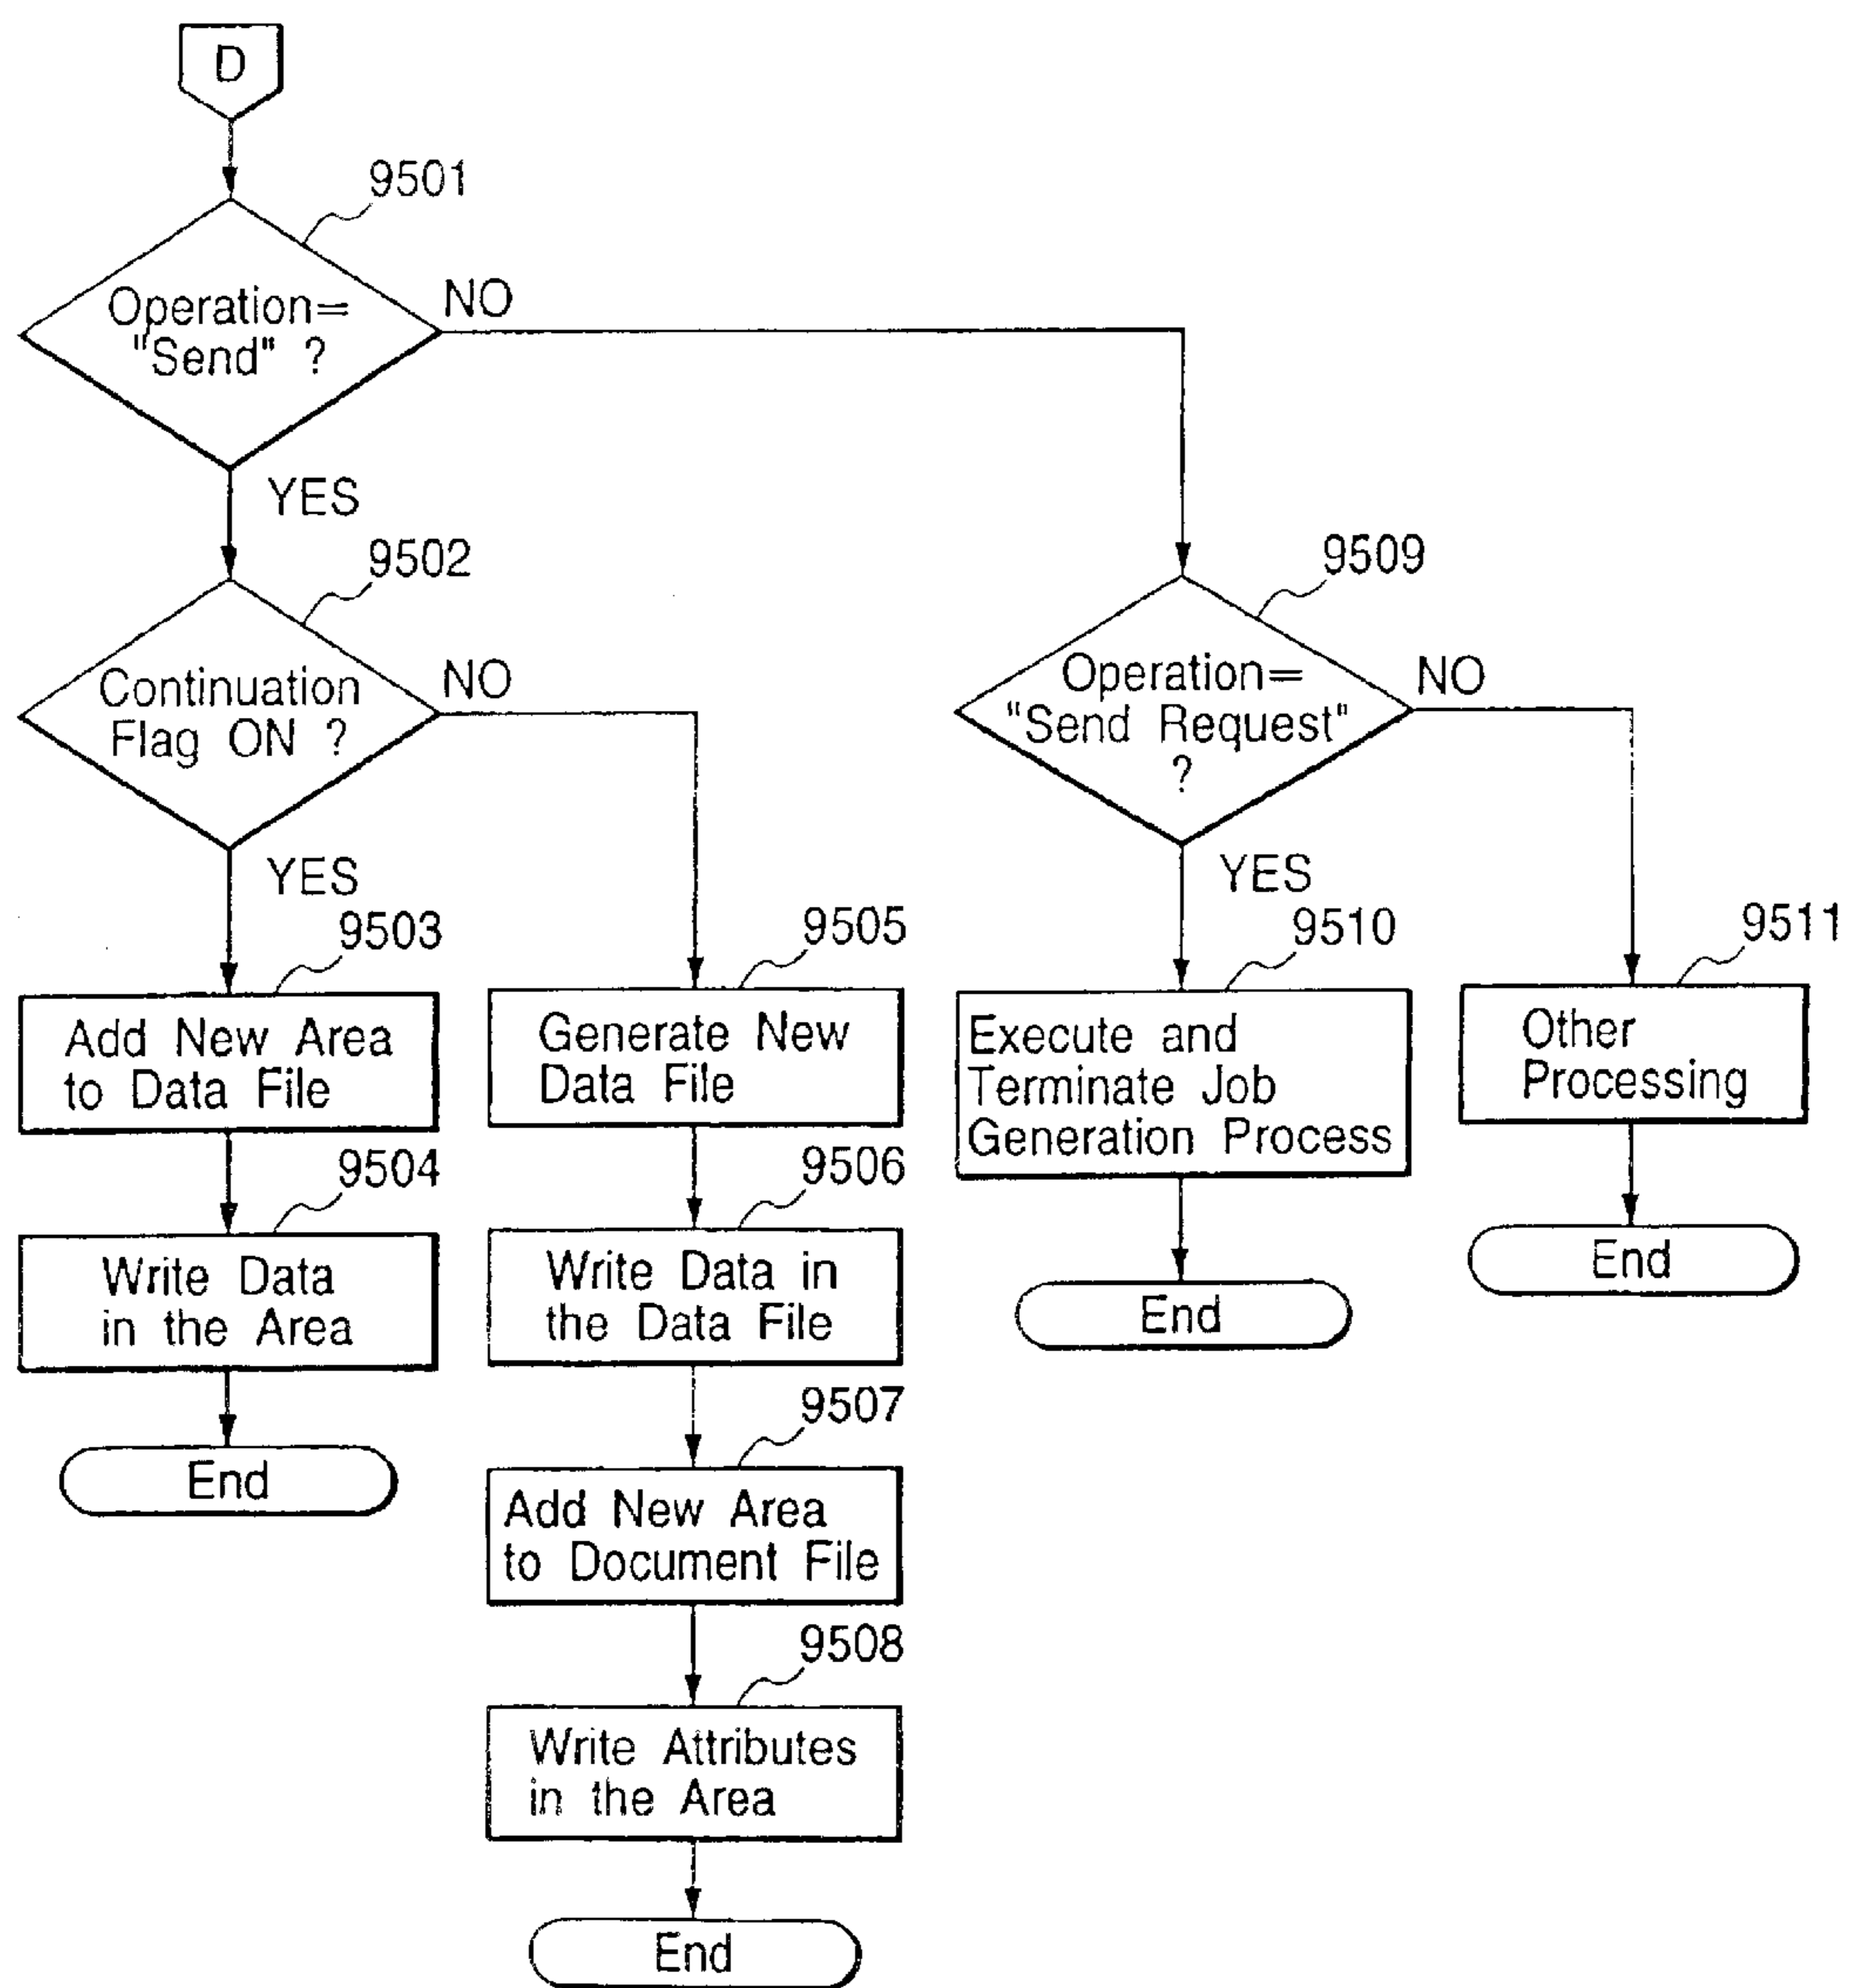 D
9501
Operation=
"Send" ?
NO
YES
9502
Continuation
Flag ON ?
NO
YES
9503
Add New Area
to Data File
9504
Write Data
in the Area
End
9505
Generate New
Data File
9506
Write Data in
the Data File
9507
Add New Area
to Document File
9508
Write Attributes
in the Area
End
9509
Operation=
"Send Request"
?
NO
YES
9510
Execute and
Terminate Job
Generation Process
End
9511
Other
Processing
End